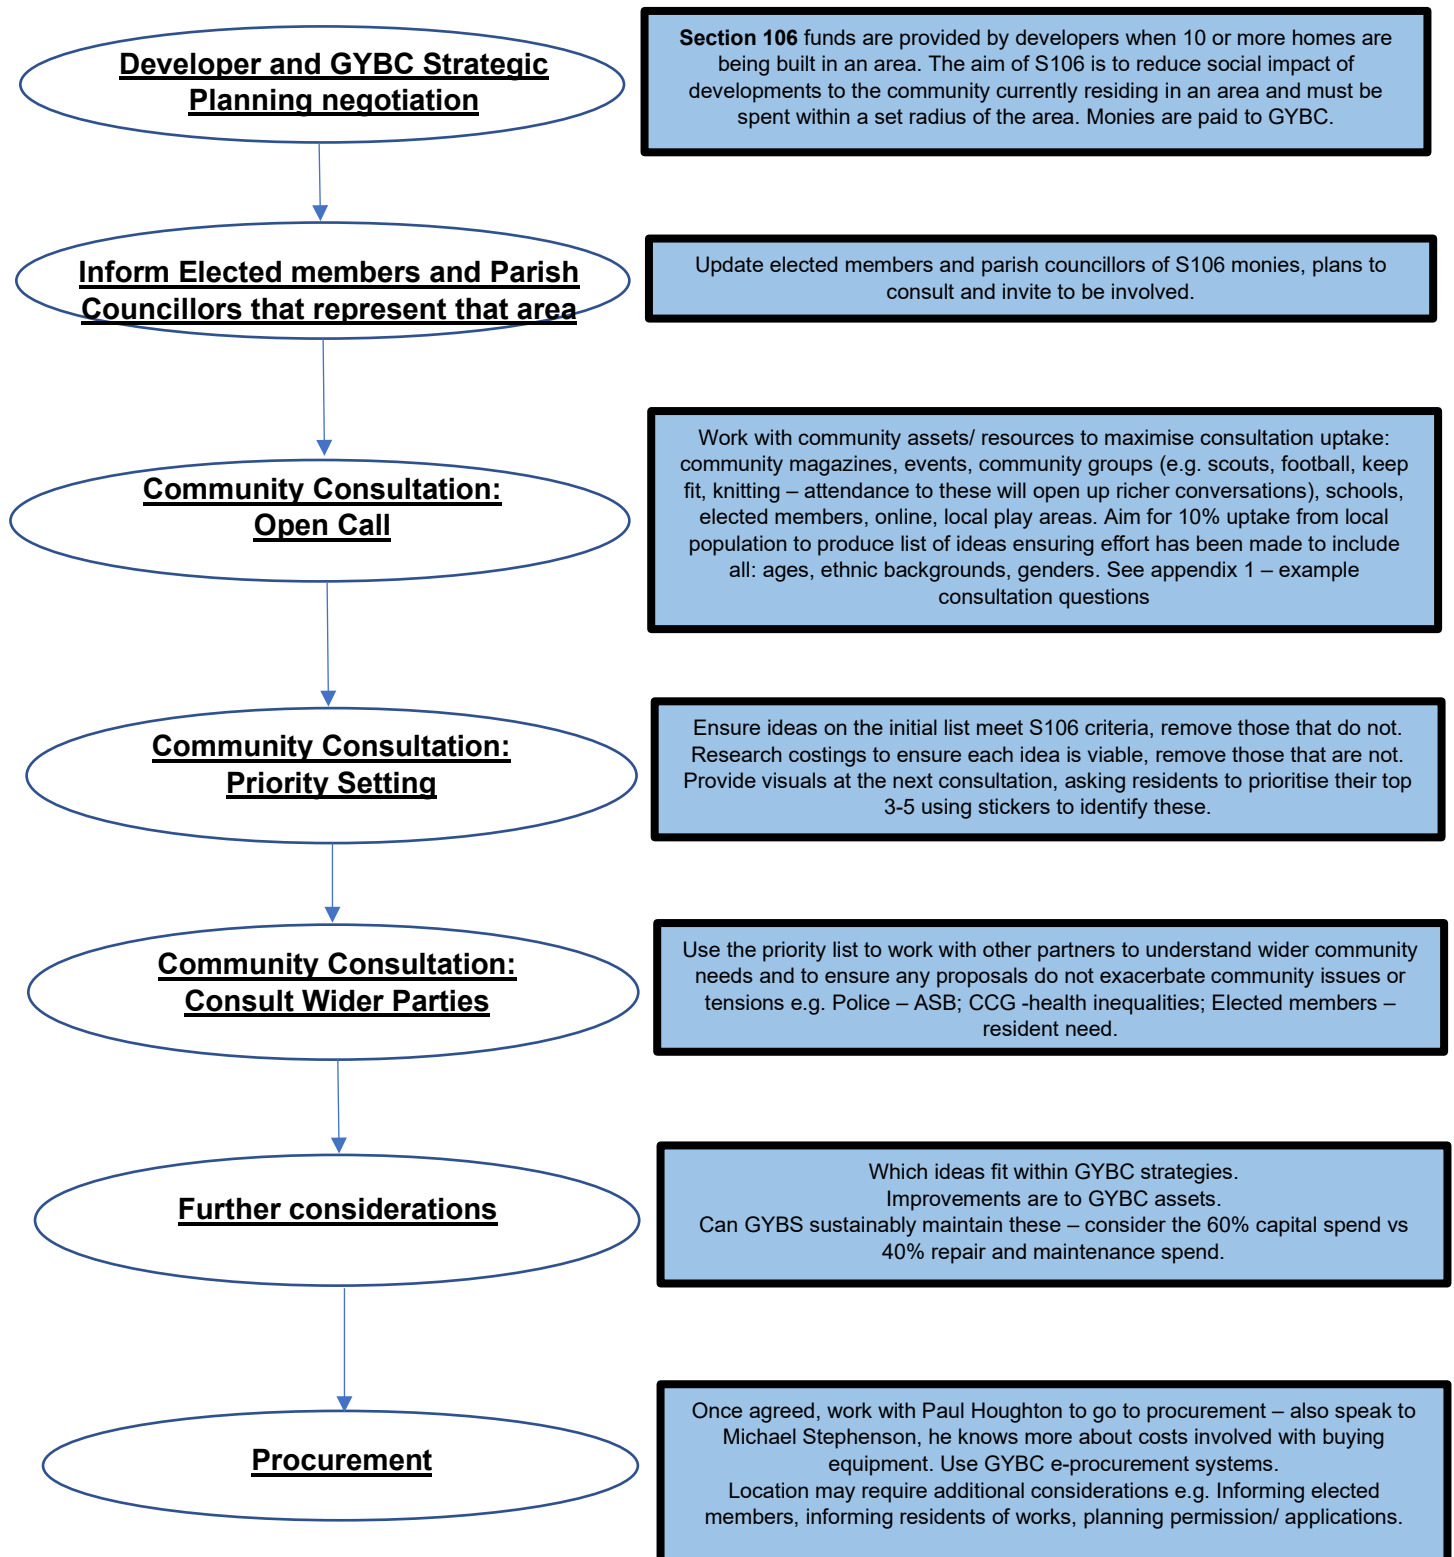 Developer and GYBC Strategic
Planning negotiation
Section 106 funds are provided by developers when 10 or more homes are
being built in an area. The aim of S106 is to reduce social impact of
developments to the community currently residing in an area and must be
spent within a set radius of the area. Monies are paid to GYBC.
Inform Elected members and Parish
Councillors that represent that area
Update elected members and parish councillors of S106 monies, plans to
consult and invite to be involved.
Community Consultation:
Open Call
Work with community assets/ resources to maximise consultation uptake:
community magazines, events, community groups (e.g. scouts, football, keep
fit, knitting – attendance to these will open up richer conversations), schools,
elected members, online, local play areas. Aim for 10% uptake from local
population to produce list of ideas ensuring effort has been made to include
all: ages, ethnic backgrounds, genders. See appendix 1 – example
consultation questions
Community Consultation:
Priority Setting
Ensure ideas on the initial list meet S106 criteria, remove those that do not.
Research costings to ensure each idea is viable, remove those that are not.
Provide visuals at the next consultation, asking residents to prioritise their top
3-5 using stickers to identify these.
Community Consultation:
Consult Wider Parties
Use the priority list to work with other partners to understand wider community
needs and to ensure any proposals do not exacerbate community issues or
tensions e.g. Police – ASB; CCG -health inequalities; Elected members –
resident need.
Further considerations
Which ideas fit within GYBC strategies.
Improvements are to GYBC assets.
Can GYBS sustainably maintain these – consider the 60% capital spend vs
40% repair and maintenance spend.
Procurement
Once agreed, work with Paul Houghton to go to procurement – also speak to
Michael Stephenson, he knows more about costs involved with buying
equipment. Use GYBC e-procurement systems.
Location may require additional considerations e.g. Informing elected
members, informing residents of works, planning permission/ applications.